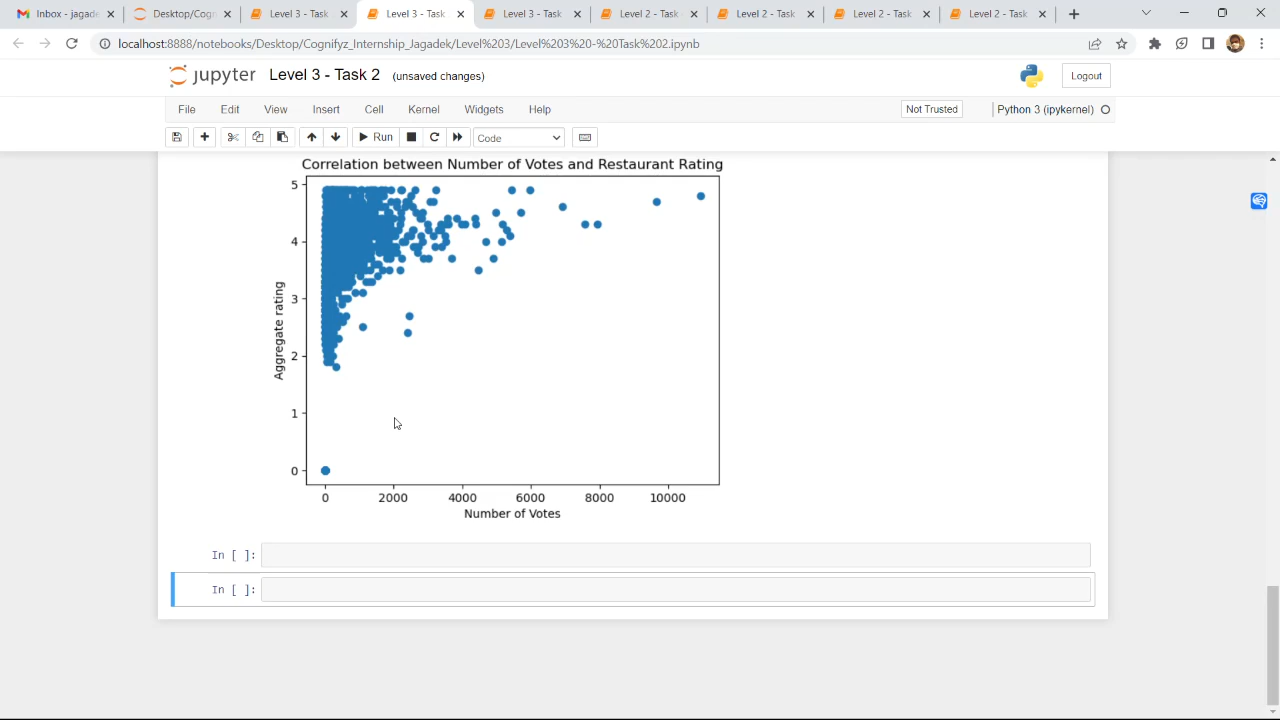 Inbox - jagade
Desktop/Cogn
Level 3 - Task
Level 3 - Task
Level 3 - Task
Level 2 - Task
Level 2 - Task
Level 2 - Task
Level 2 - Task
localhost:8888/notebooks/Desktop/Cognifyz_Internship_Jagadek/Level%203/Level%203%20-%20Task%202.ipynb
jupyter Level 3 - Task 2 (unsaved changes)
Logout
File Edit View Insert Cell Kernel Widgets Help
Not Trusted
Python 3 (ipykernel)
Run
Code
Correlation between Number of Votes and Restaurant Rating
5
4
3
2
1
0
Aggregate rating
0 2000 4000 6000 8000 10000
Number of Votes
In [ ]:
In [ ]: